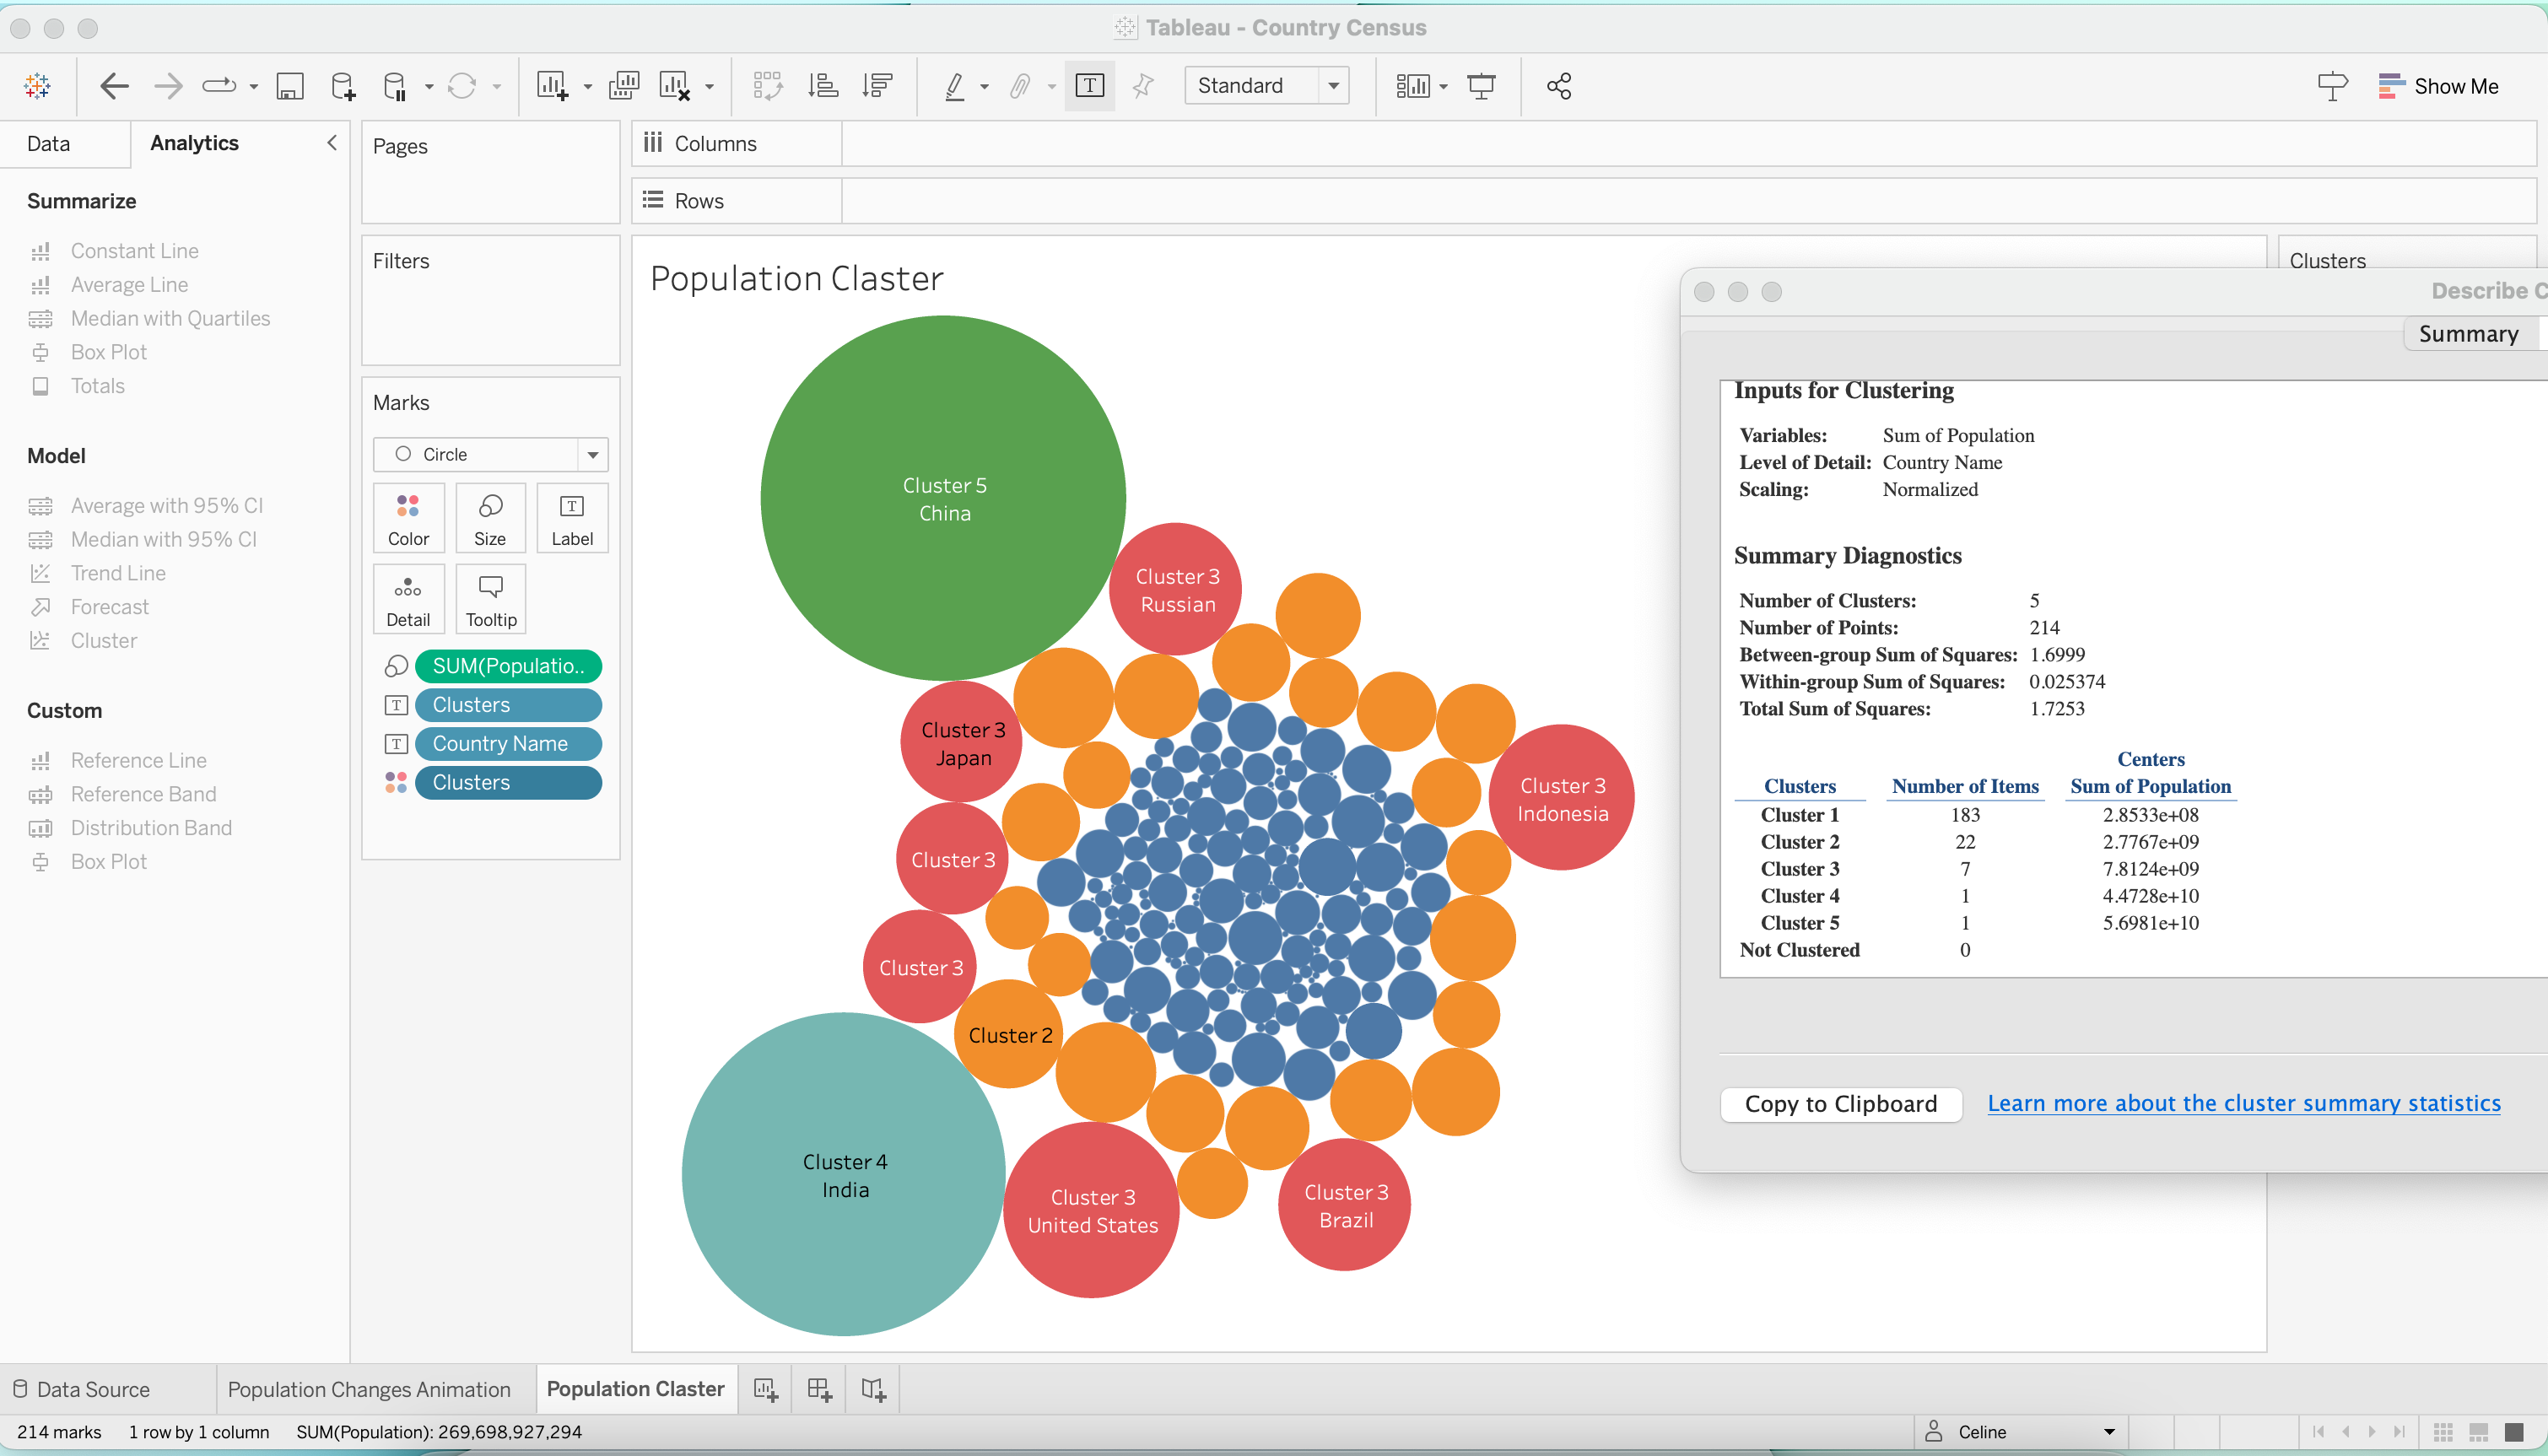 Tableau - Country Census
Standard
Show Me
Data
Analytics
Summarize
Constant Line
Average Line
Median with Quartiles
Box Plot
Totals
Model
Average with 95% CI
Median with 95% CI
Trend Line
Forecast
Cluster
Custom
Reference Line
Reference Band
Distribution Band
Box Plot
Pages
Filters
Marks
Circle
Color
Size
T
Label
Detail
Tooltip
SUM(Populatio..
T Clusters
T Country Name
Clusters
Columns
Rows
Population Claster
Cluster 5
China
Cluster 3
Russian
Cluster 3
Japan
Cluster 3
Indonesia
Cluster 3
Cluster 3
Cluster 2
Cluster 4
India
Cluster 3
United States
Cluster 3
Brazil
Clusters
Describe C
Summary
Inputs for Clustering
Variables: Sum of Population
Level of Detail: Country Name
Scaling: Normalized
Summary Diagnostics
Number of Clusters: 5
Number of Points: 214
Between-group Sum of Squares: 1.6999
Within-group Sum of Squares: 0.025374
Total Sum of Squares: 1.7253
Centers
Clusters Number of Items Sum of Population
Cluster 1 183 2.8533e+08
Cluster 2 22 2.7767e+09
Cluster 3 7 7.8124e+09
Cluster 4 1 4.4728e+10
Cluster 5 1 5.6981e+10
Not Clustered 0
Copy to Clipboard
Learn more about the cluster summary statistics
Data Source
Population Changes Animation
Population Claster
214 marks
1 row by 1 column
SUM(Population): 269,698,927,294
Celine